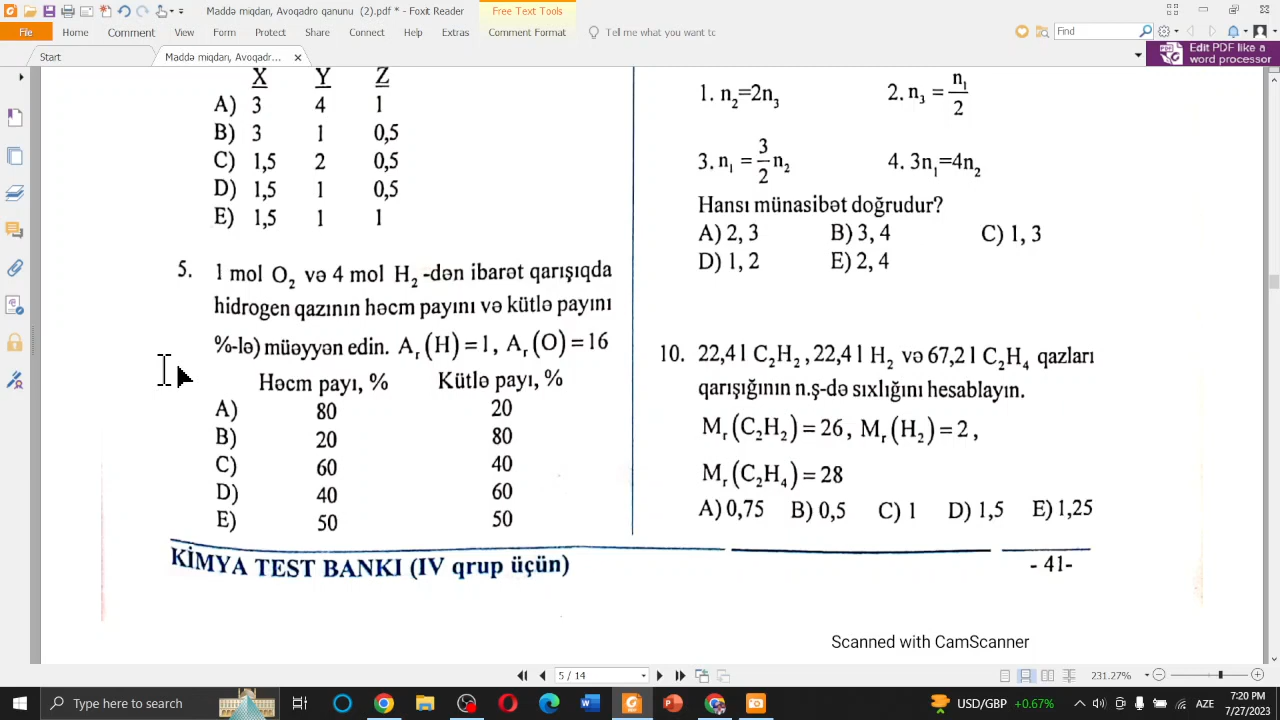 Maddə miqdarı, Avoqadro qanunu (2).pdf * - Foxit Reader
Free Text Tools
File Home Comment View Form Protect Share Connect Help Extras Comment Format Tell me what you want tc Find
Start
Maddə miqdarı, Avoqadr...
Edit PDF like a
word processor
X Y Z
A) 3 4 1
B) 3 1 0,5
C) 1,5 2 0,5
D) 1,5 1 0,5
E) 1,5 1 1
5. 1 mol O₂ və 4 mol H₂ -dən ibarət qarışıqda
hidrogen qazının həcm payını və kütlə payını
%-lə) müəyyən edin. Aᵣ(H)=1, Aᵣ(O)=16
Həcm payı, % Kütlə payı, %
A) 80 20
B) 20 80
C) 60 40
D) 40 60
E) 50 50
1. n₂=2n₃ 2. n₃ = n₁/2
3. n₁ = 3/2 n₂ 4. 3n₁=4n₂
Hansı münasibət doğrudur?
A) 2, 3 B) 3, 4 C) 1, 3
D) 1, 2 E) 2, 4
10. 22,4 l C₂H₂ , 22,4 l H₂ və 67,2 l C₂H₄ qazları
qarışığının n.ş-də sıxlığını hesablayın.
Mᵣ(C₂H₂) = 26, Mᵣ(H₂) = 2,
Mᵣ(C₂H₄) = 28
A) 0,75 B) 0,5 C) 1 D) 1,5 E) 1,25
KİMYA TEST BANKI (IV qrup üçün)
- 41-
Scanned with CamScanner
5 / 14
231.27%
Type here to search
USD/GBP +0.67%
AZE
7:20 PM
7/27/2023